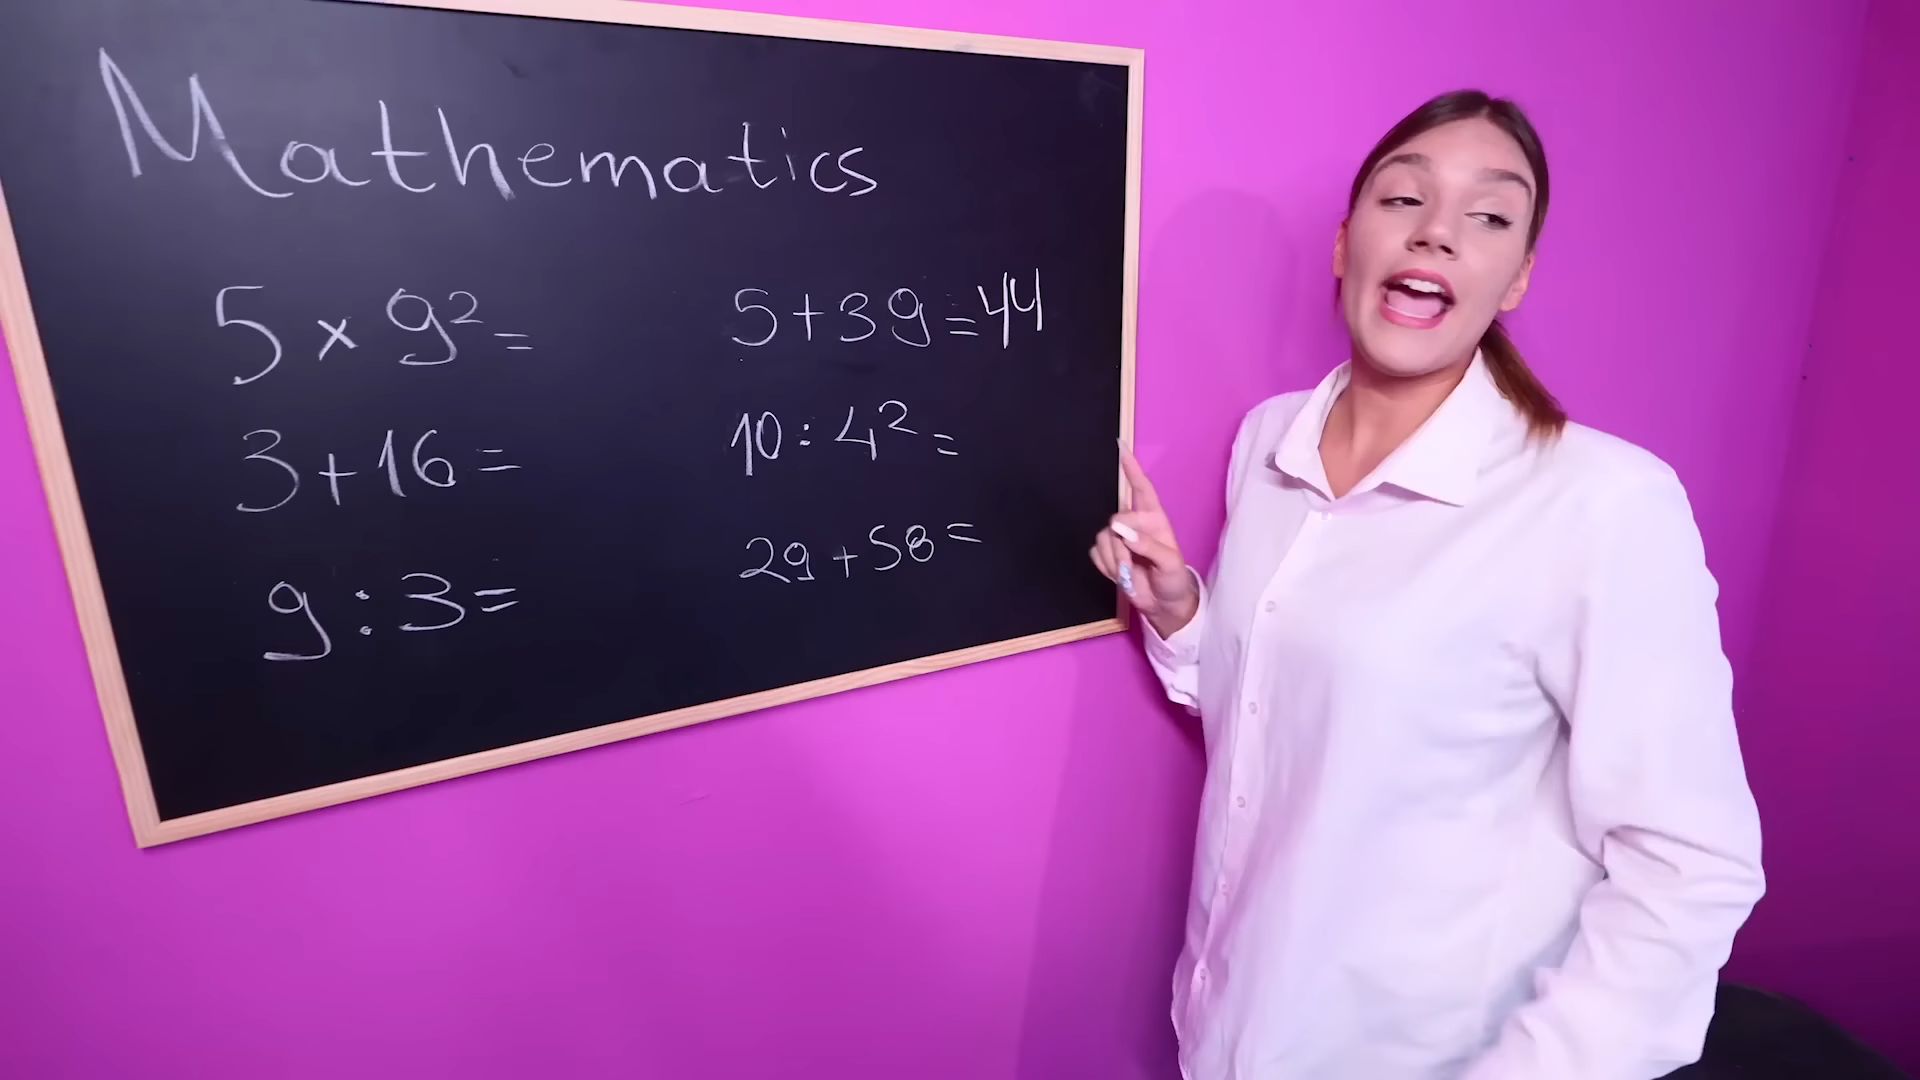 Mathematics
5 × 9² =
3 + 16 =
9 : 3 =
5 + 39 = 44
10 : 4² =
29 + 58 =